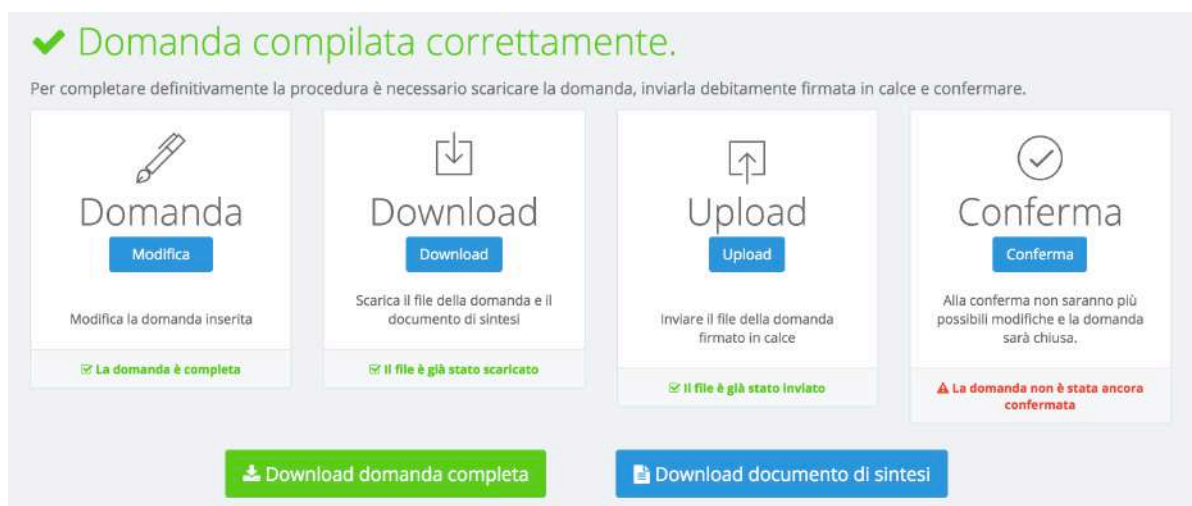 Domanda compilata correttamente.
Per completare definitivamente la procedura è necessario scaricare la domanda, inviarla debitamente firmata in calce e confermare.
Domanda
Modifica
Modifica la domanda inserita
La domanda è completa
Download
Download
Scarica il file della domanda e il
documento di sintesi
Il file è già stato scaricato
Upload
Upload
Inviare il file della domanda
firmato in calce
Il file è già stato inviato
Conferma
Conferma
Alla conferma non saranno più
possibili modifiche e la domanda
sarà chiusa.
La domanda non è stata ancora
confermata
Download domanda completa
Download documento di sintesi